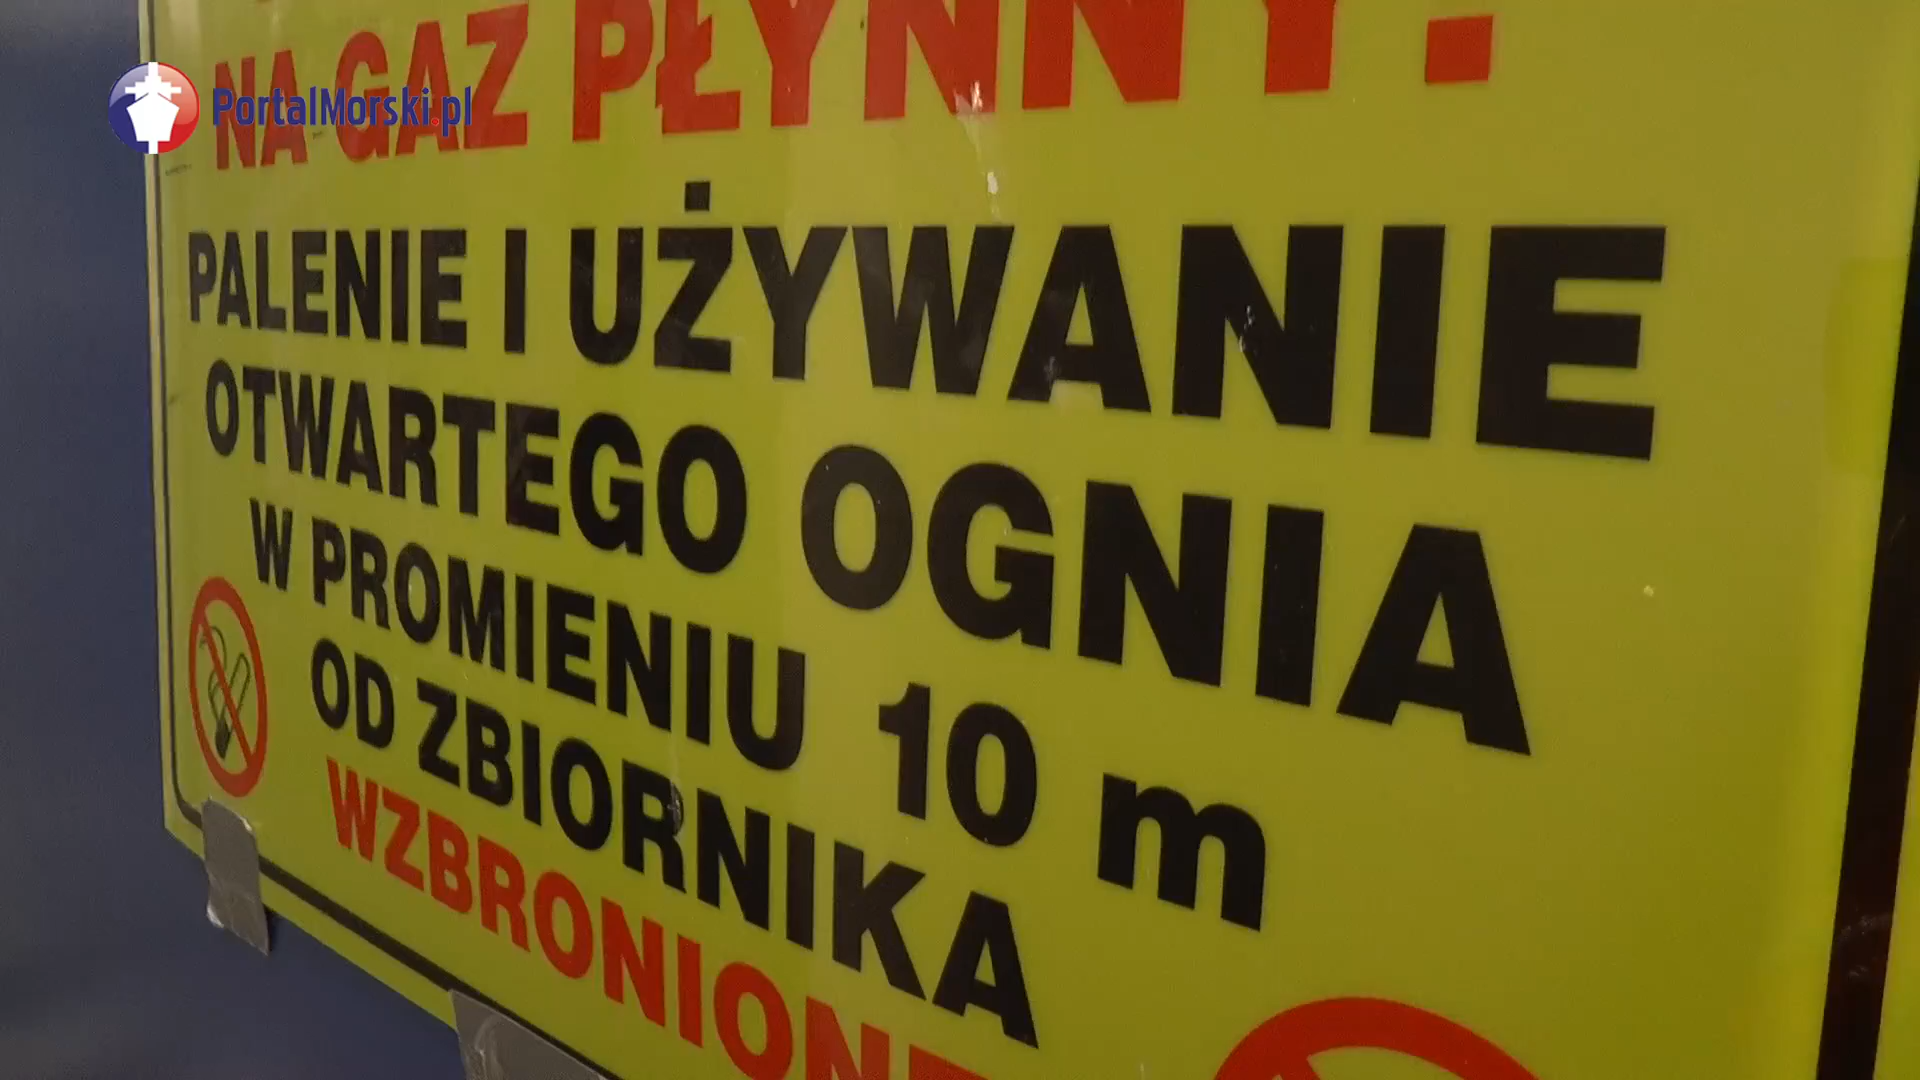 PortalMorski.pl
NA GAZ PŁYNNY!
PALENIE I UŻYWANIE
OTWARTEGO OGNIA
W PROMIENIU 10 m
OD ZBIORNIKA
WZBRONIONE